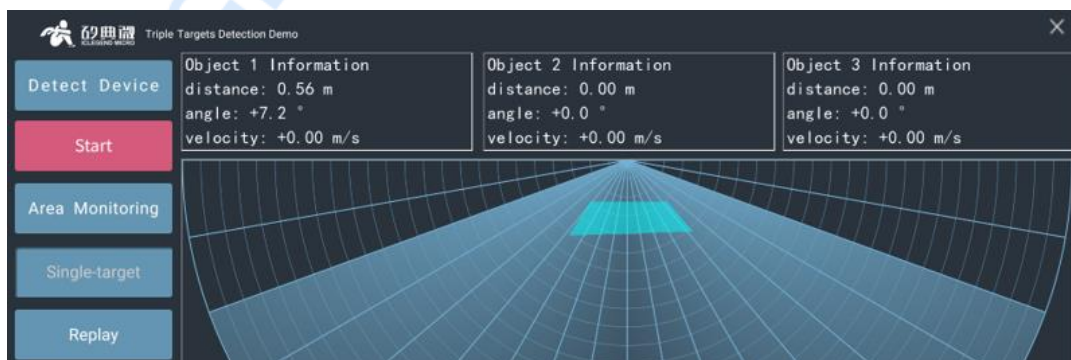 矽典微 Triple Targets Detection Demo
ICLEGEND MICRO
Detect Device
Start
Area Monitoring
Single-target
Replay
Object 1 Information
distance: 0.56 m
angle: +7.2 °
velocity: +0.00 m/s
Object 2 Information
distance: 0.00 m
angle: +0.0 °
velocity: +0.00 m/s
Object 3 Information
distance: 0.00 m
angle: +0.0 °
velocity: +0.00 m/s